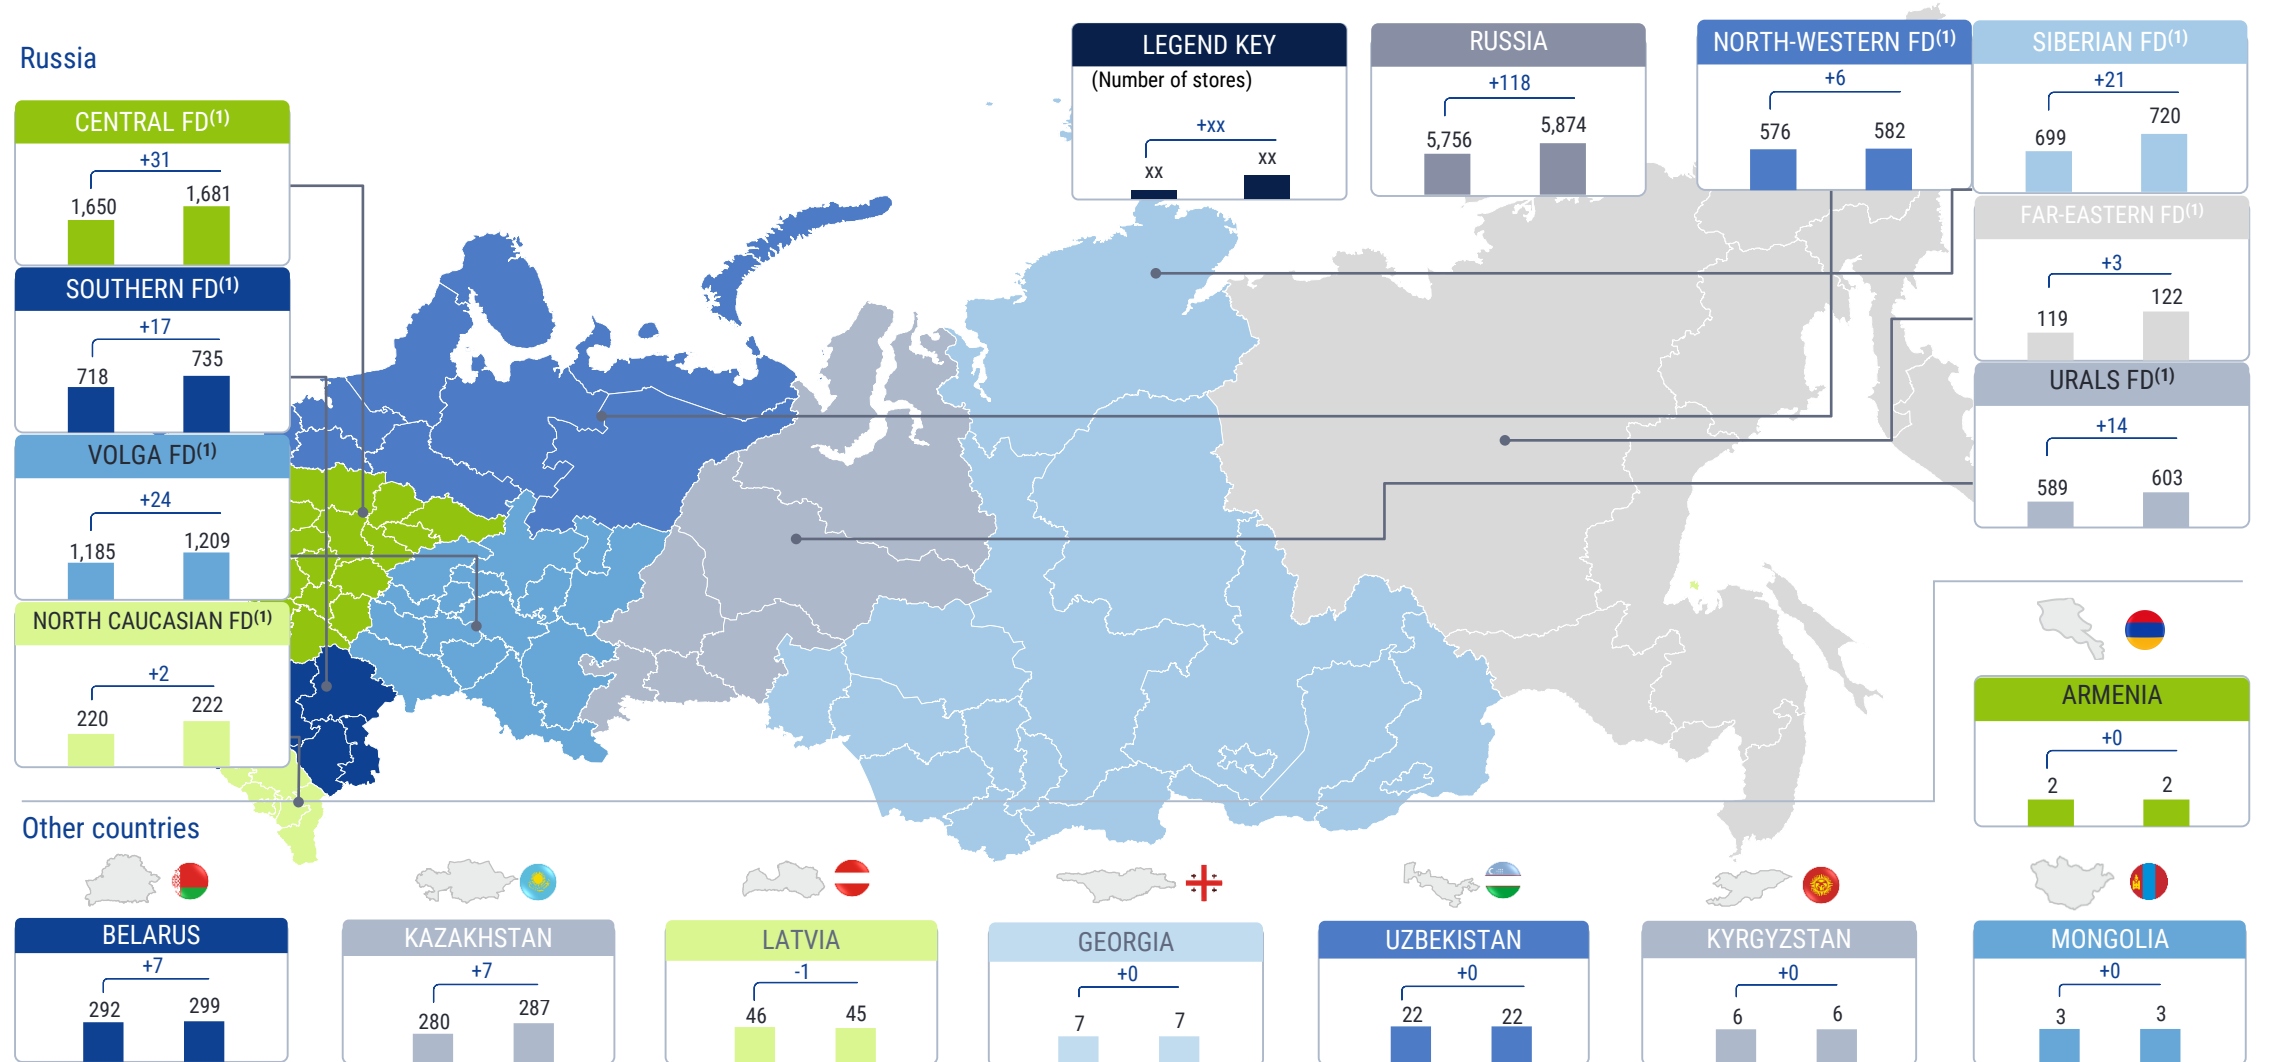 Russia
CENTRAL FD(1)
+31
1,650
1,681
SOUTHERN FD(1)
+17
718
735
VOLGA FD(1)
+24
1,185
1,209
NORTH CAUCASIAN FD(1)
+2
220
222
LEGEND KEY
(Number of stores)
+xx
xx
xx
RUSSIA
+118
5,756
5,874
NORTH-WESTERN FD(1)
+6
576
582
SIBERIAN FD(1)
+21
699
720
FAR-EASTERN FD(1)
+3
119
122
URALS FD(1)
+14
589
603
ARMENIA
+0
2
2
Other countries
BELARUS
+7
292
299
KAZAKHSTAN
+7
280
287
LATVIA
-1
46
45
GEORGIA
+0
7
7
UZBEKISTAN
+0
22
22
KYRGYZSTAN
+0
6
6
MONGOLIA
+0
3
3